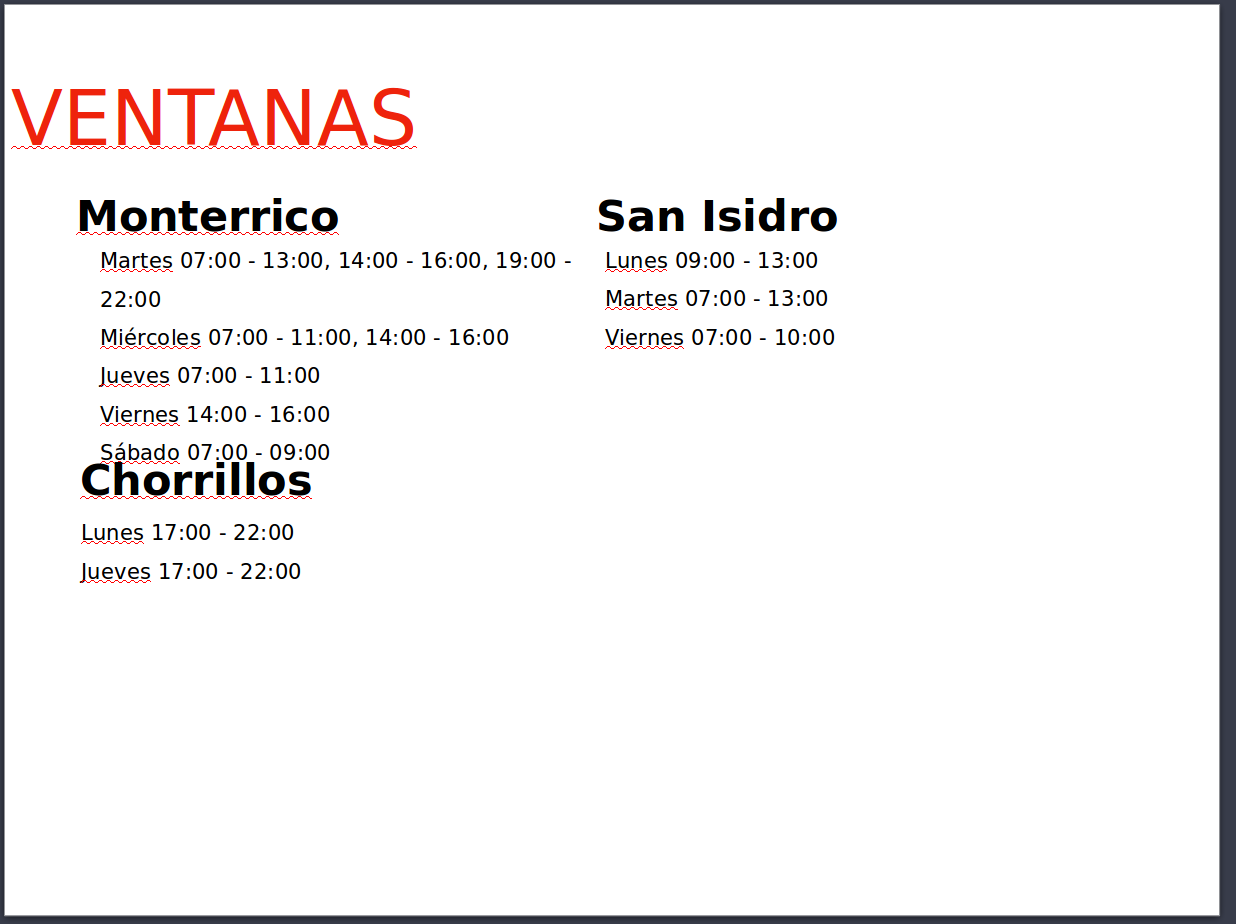 VENTANAS
Monterrico
Martes 07:00 - 13:00, 14:00 - 16:00, 19:00 -
22:00
Miércoles 07:00 - 11:00, 14:00 - 16:00
Jueves 07:00 - 11:00
Viernes 14:00 - 16:00
Sábado 07:00 - 09:00
Chorrillos
Lunes 17:00 - 22:00
Jueves 17:00 - 22:00
San Isidro
Lunes 09:00 - 13:00
Martes 07:00 - 13:00
Viernes 07:00 - 10:00